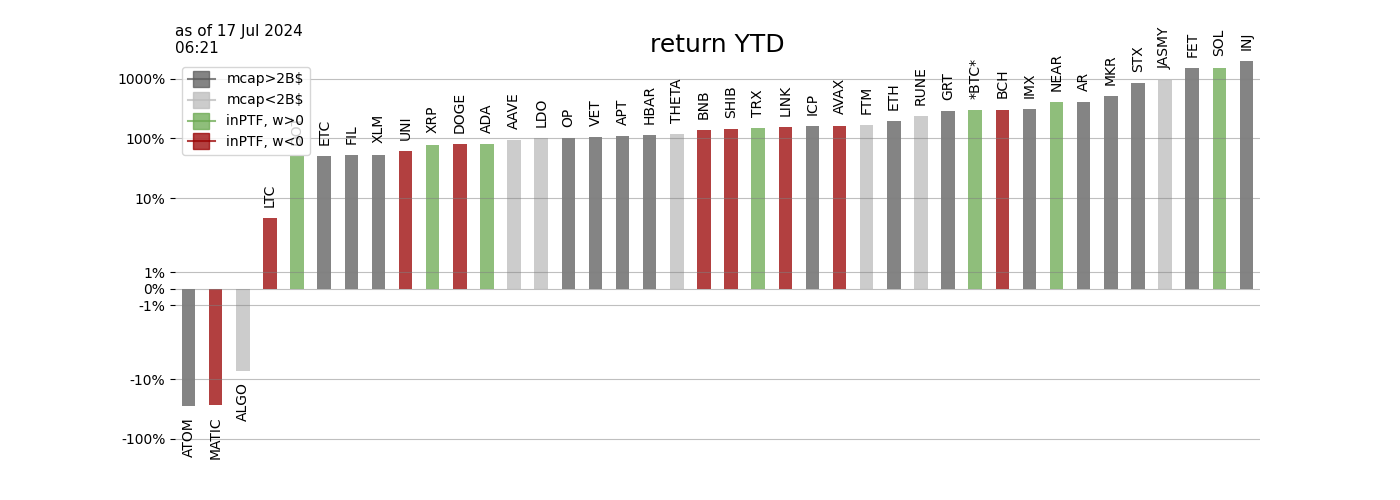 as of 17 Jul 2024
06:21
return YTD
mcap>2B$
mcap<2B$
inPTF, w>0
inPTF, w<0
1000%
100%
10%
1%
0%
-1%
-10%
-100%
ATOM
MATIC
ALGO
LTC
ETC
FIL
XLM
UNI
XRP
DOGE
ADA
AAVE
LDO
OP
VET
APT
HBAR
THETA
BNB
SHIB
TRX
LINK
ICP
AVAX
FTM
ETH
RUNE
GRT
*BTC*
BCH
IMX
NEAR
AR
MKR
STX
JASMY
FET
SOL
INJ